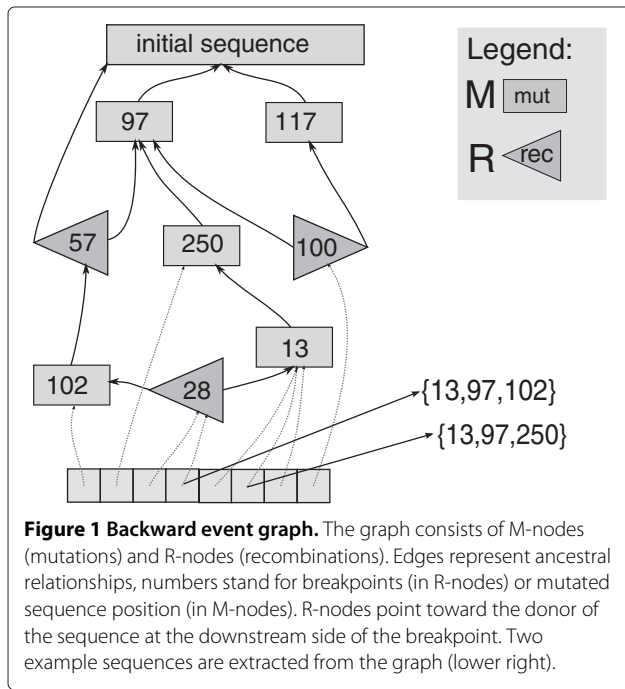 initial sequence
Legend:
M mut
R rec
97
117
57
250
100
13
102
28
{13,97,102}
{13,97,250}
Figure 1 Backward event graph. The graph consists of M-nodes
(mutations) and R-nodes (recombinations). Edges represent ancestral
relationships, numbers stand for breakpoints (in R-nodes) or mutated
sequence position (in M-nodes). R-nodes point toward the donor of
the sequence at the downstream side of the breakpoint. Two
example sequences are extracted from the graph (lower right).